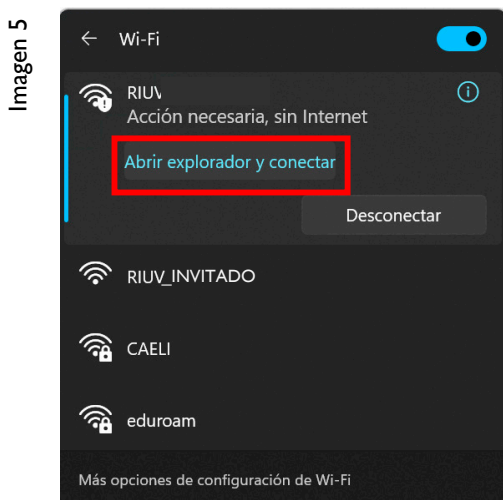 Imagen 5
Wi-Fi
RIUV
Acción necesaria, sin Internet
Abrir explorador y conectar
Desconectar
RIUV_INVITADO
CAELI
eduroam
Más opciones de configuración de Wi-Fi